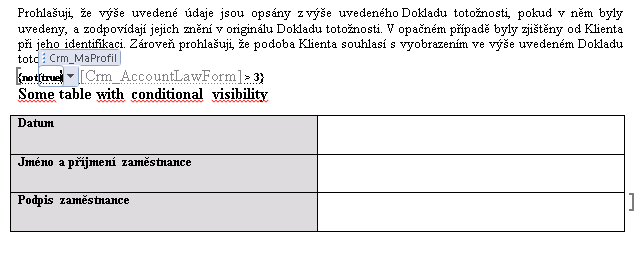 Prohlašuji, že výše uvedené údaje jsou opsány z výše uvedeného Dokladu totožnosti, pokud v něm byly
uvedeny, a zodpovídají jejich znění v originálu Dokladu totožnosti. V opačném případě byly zjištěny od Klienta
při jeho identifikaci. Zároveň prohlašuji, že podoba Klienta souhlasí s vyobrazením ve výše uvedeném Dokladu
Crm_MaProfil
{not(true [Crm_AccountLawForm] > 3}
Some table with conditional visibility
Datum
Jméno a příjmení zaměstnance
Podpis zaměstnance